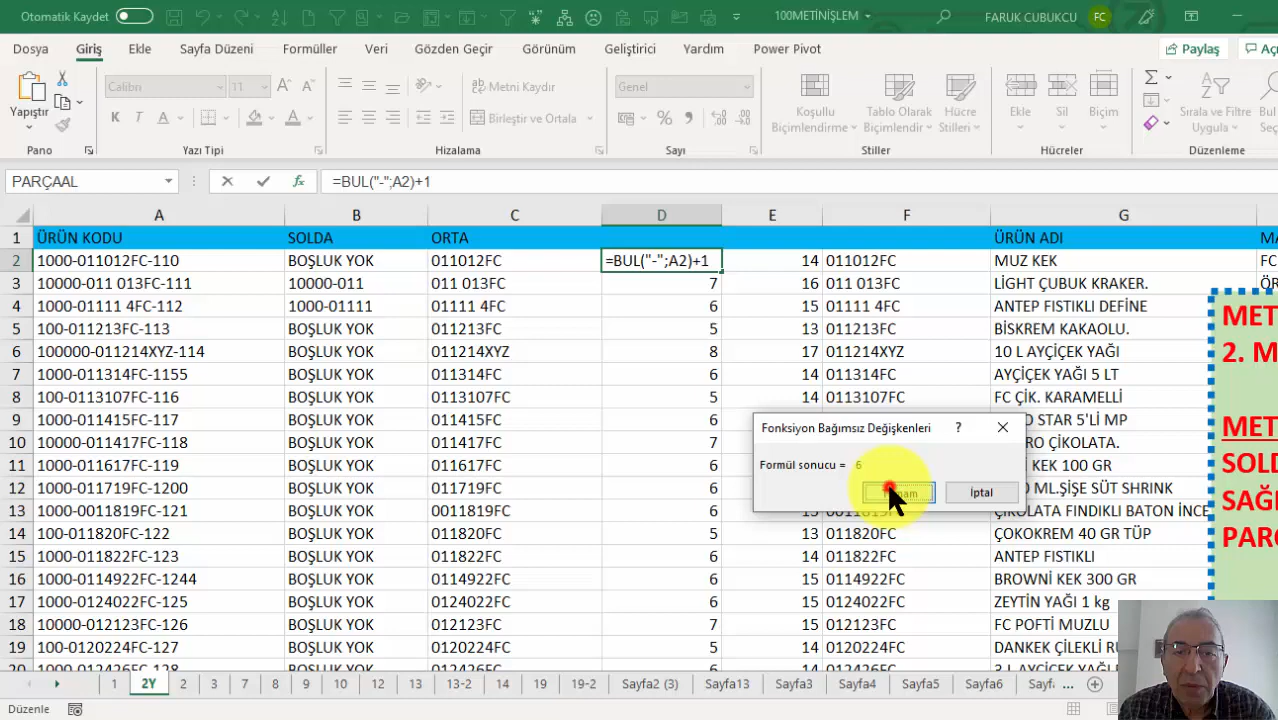 Otomatik Kaydet
100METİNİŞLEM
FARUK CUBUKCU
FC
Dosya Giriş Ekle Sayfa Düzeni Formüller Veri Gözden Geçir Görünüm Geliştirici Yardım Power Pivot
Paylaş
Yapıştır
Calibri 11
Metni Kaydır
Birleştir ve Ortala
Genel
Koşullu Biçimlendirme
Tablo Olarak Biçimlendir
Hücre Stilleri
Ekle Sil Biçim
Sırala ve Filtre Uygula
Pano Yazı Tipi Hizalama Sayı Stiller Hücreler Düzenleme
PARÇAAL =BUL("-";A2)+1
A B C D E F G
1 ÜRÜN KODU SOLDA ORTA ÜRÜN ADI
2 1000-011012FC-110 BOŞLUK YOK 011012FC =BUL("-";A2)+1 14 011012FC MUZ KEK FC
3 10000-011 013FC-111 10000-011 011 013FC 7 16 011 013FC LİGHT ÇUBUK KRAKER.
4 1000-01111 4FC-112 1000-01111 01111 4FC 6 15 01111 4FC ANTEP FISTIKLI DEFİNE
5 100-011213FC-113 BOŞLUK YOK 011213FC 5 13 011213FC BİSKREM KAKAOLU.
6 100000-011214XYZ-114 BOŞLUK YOK 011214XYZ 8 17 011214XYZ 10 L AYÇİÇEK YAĞI
7 1000-011314FC-1155 BOŞLUK YOK 011314FC 6 15 011314FC AYÇİÇEK YAĞI 5 LT
8 100-0113107FC-116 BOŞLUK YOK 0113107FC 5 14 0113107FC FC ÇİK. KARAMELLİ
9 1000-011415FC-117 BOŞLUK YOK 011415FC 6 STAR 5'Lİ MP
10 10000-011417FC-118 BOŞLUK YOK 011417FC 7 ÇİKOLATA.
11 1000-011617FC-119 BOŞLUK YOK 011617FC 6 KEK 100 GR
12 1000-011719FC-1200 BOŞLUK YOK 011719FC 6 ML.ŞİŞE SÜT SHRINK
13 1000-0011819FC-121 BOŞLUK YOK 0011819FC 6 ÇİKOLATA FINDIKLI BATON İNCE
14 100-011820FC-122 BOŞLUK YOK 011820FC 5 13 011820FC ÇOKOKREM 40 GR TÜP
15 1000-011822FC-123 BOŞLUK YOK 011822FC 6 14 011822FC ANTEP FISTIKLI
16 1000-0114922FC-1244 BOŞLUK YOK 0114922FC 6 15 0114922FC BROWNİ KEK 300 GR
17 1000-0124022FC-125 BOŞLUK YOK 0124022FC 6 15 0124022FC ZEYTİN YAĞI 1 kg
18 10000-012123FC-126 BOŞLUK YOK 012123FC 7 15 012123FC FC POFTİ MUZLU
19 100-0120224FC-127 BOŞLUK YOK 0120224FC 5 14 0120224FC DANKEK ÇİLEKLİ
20 1000-012426FC-128 BOŞLUK YOK 012426FC 6 14 012426FC
Fonksiyon Bağımsız Değişkenleri
Formül sonucu = 6
Tamam İptal
MET
2. M
MET
SOLD
SAĞ
PARÇ
1 2Y 2 3 7 8 9 10 12 13 13-2 14 19 19-2 Sayfa2 (3) Sayfa13 Sayfa3 Sayfa4 Sayfa5 Sayfa6
Düzenle